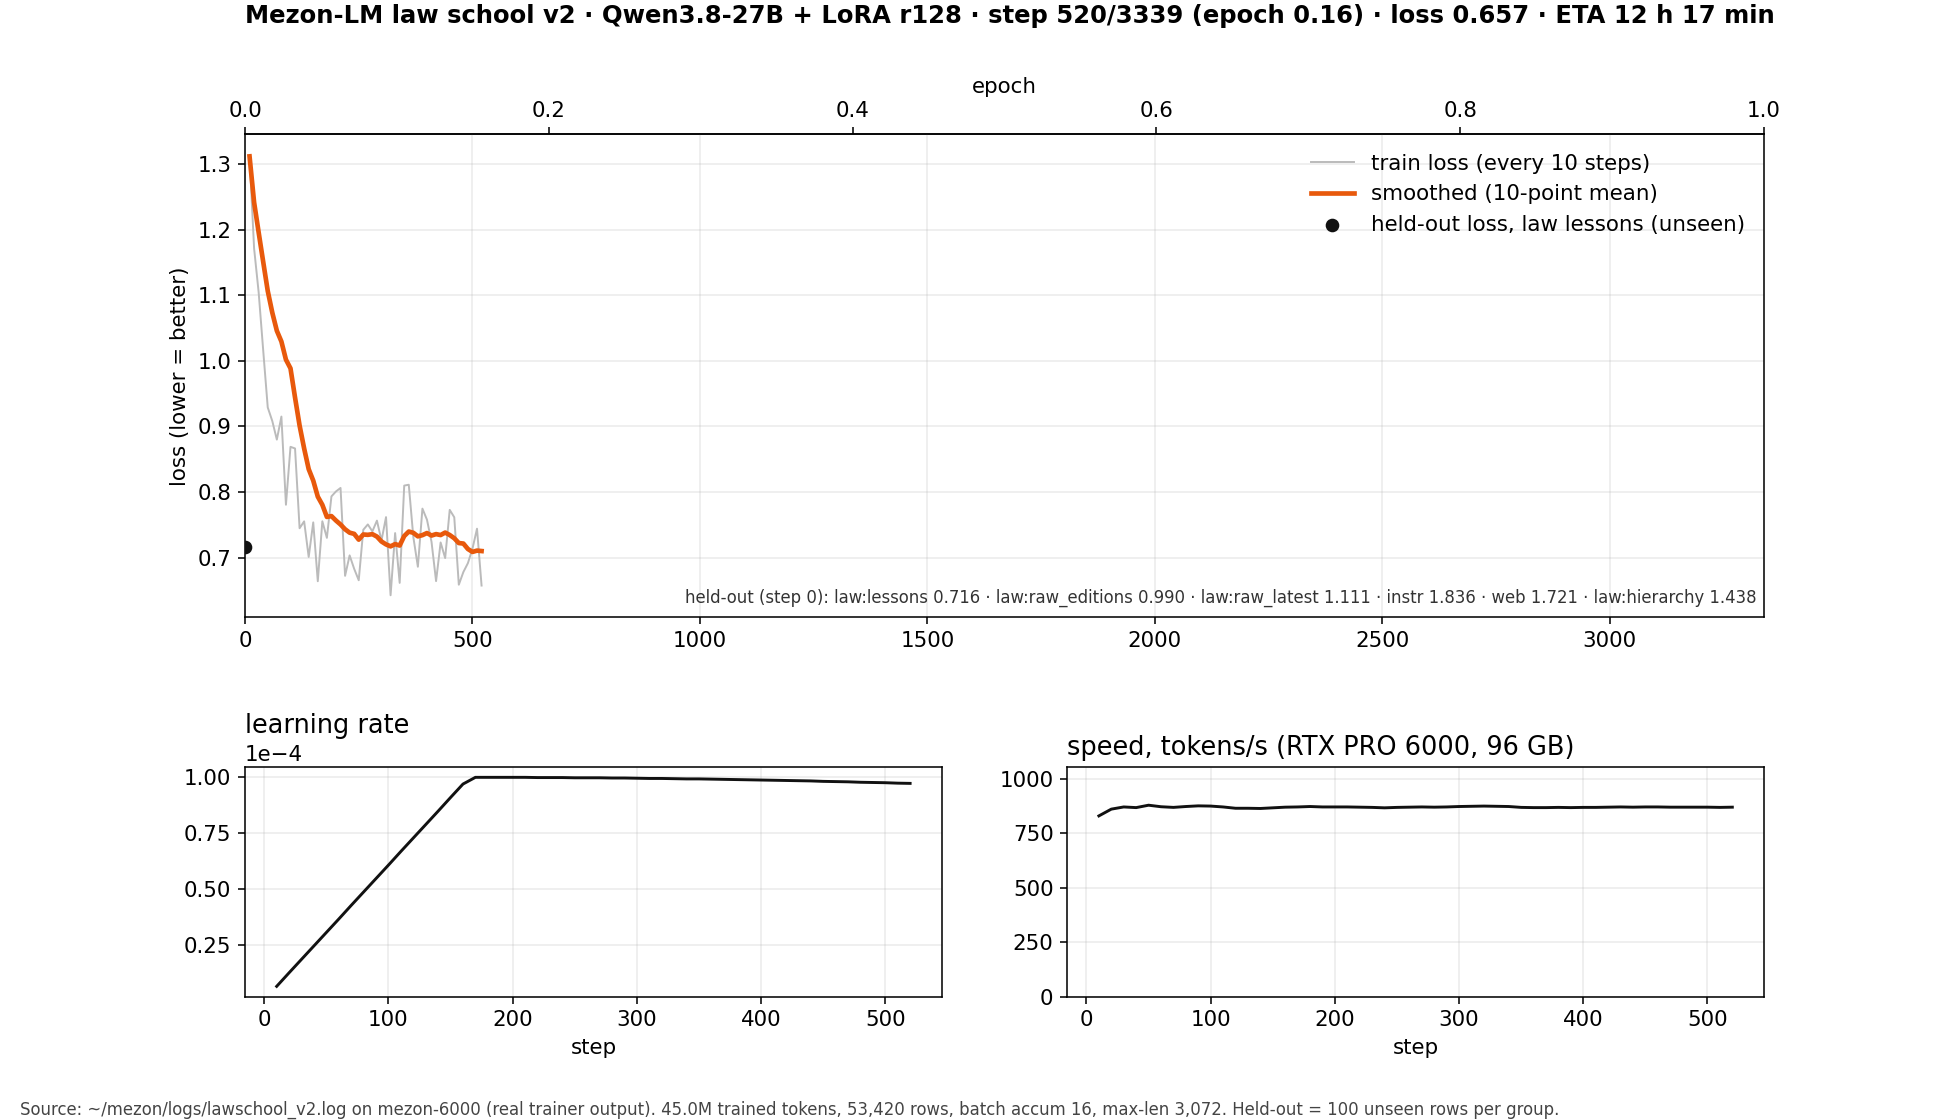 Mezon-LM law school v2 · Qwen3.8-27B + LoRA r128 · step 520/3339 (epoch 0.16) · loss 0.657 · ETA 12 h 17 min
epoch
0.0 0.2 0.4 0.6 0.8 1.0
loss (lower = better)
1.3
1.2
1.1
1.0
0.9
0.8
0.7
train loss (every 10 steps)
smoothed (10-point mean)
held-out loss, law lessons (unseen)
held-out (step 0): law:lessons 0.716 · law:raw_editions 0.990 · law:raw_latest 1.111 · instr 1.836 · web 1.721 · law:hierarchy 1.438
0 500 1000 1500 2000 2500 3000
learning rate
1e−4
1.00
0.75
0.50
0.25
0 100 200 300 400 500
step
speed, tokens/s (RTX PRO 6000, 96 GB)
1000
750
500
250
0
0 100 200 300 400 500
step
Source: ~/mezon/logs/lawschool_v2.log on mezon-6000 (real trainer output). 45.0M trained tokens, 53,420 rows, batch accum 16, max-len 3,072. Held-out = 100 unseen rows per group.